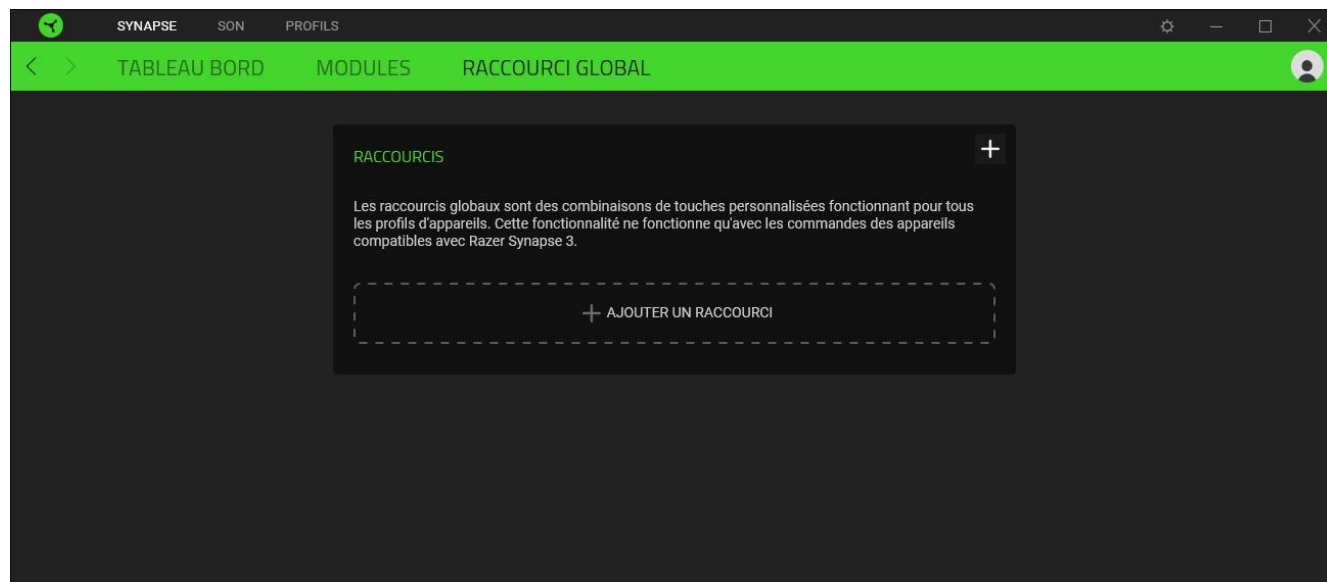 SYNAPSE SON PROFILS
TABLEAU BORD MODULES RACCOURCI GLOBAL
RACCOURCIS
Les raccourcis globaux sont des combinaisons de touches personnalisées fonctionnant pour tous
les profils d'appareils. Cette fonctionnalité ne fonctionne qu'avec les commandes des appareils
compatibles avec Razer Synapse 3.
AJOUTER UN RACCOURCI